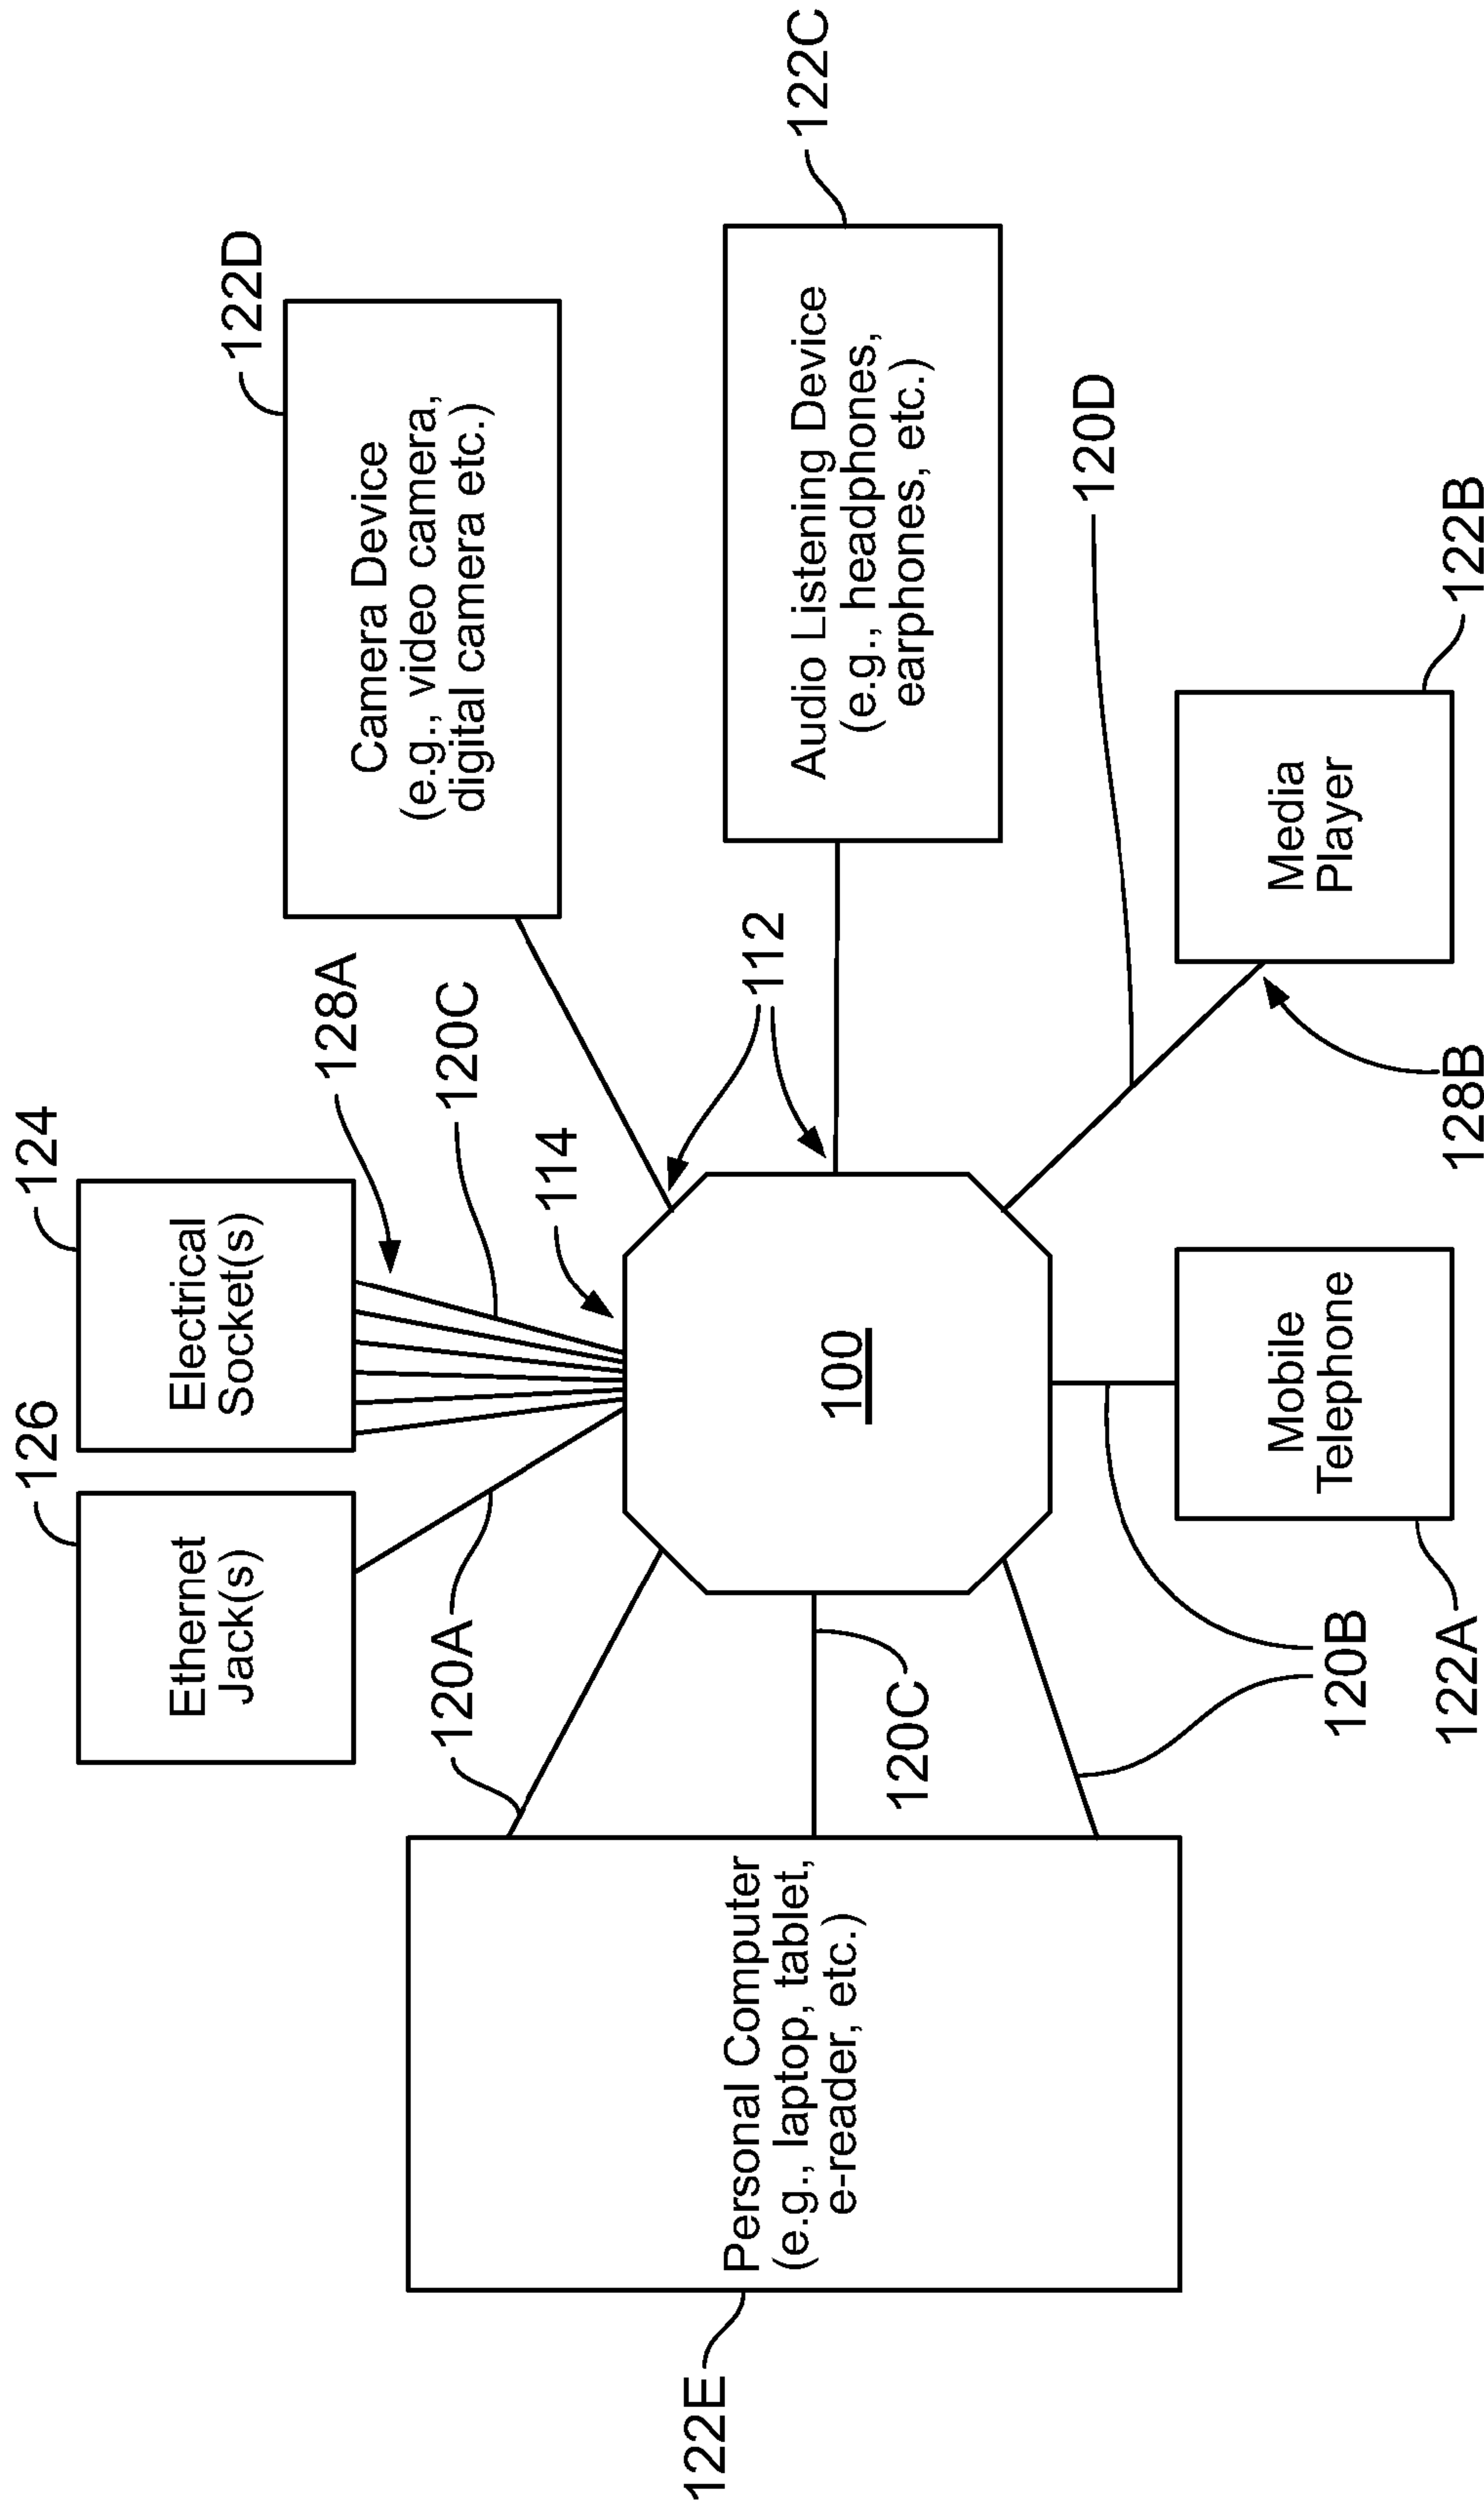 126
124
Ethernet
Jack(s)
Electrical
Socket(s)
122D
128A
Camera Device
(e.g., video camera,
digital camera etc.)
120A
120C
114
122E
112
122C
Personal Computer
(e.g., laptop, tablet,
e-reader, etc.)
100
Audio Listening Device
(e.g., headphones,
earphones, etc.)
120C
120D
120B
Mobile
Telephone
Media
Player
122A
128B
122B